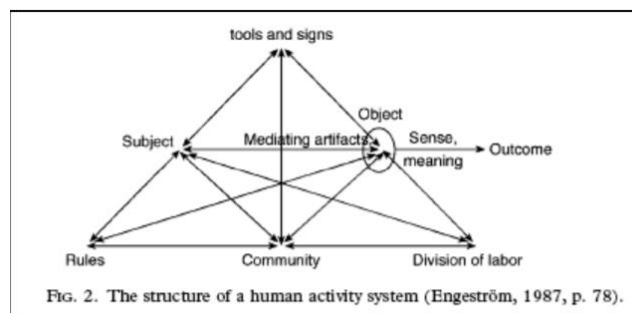 tools and signs
Object
Subject
Mediating artifacts
Sense,
meaning
Outcome
Rules
Community
Division of labor
FIG. 2. The structure of a human activity system (Engeström, 1987, p. 78).